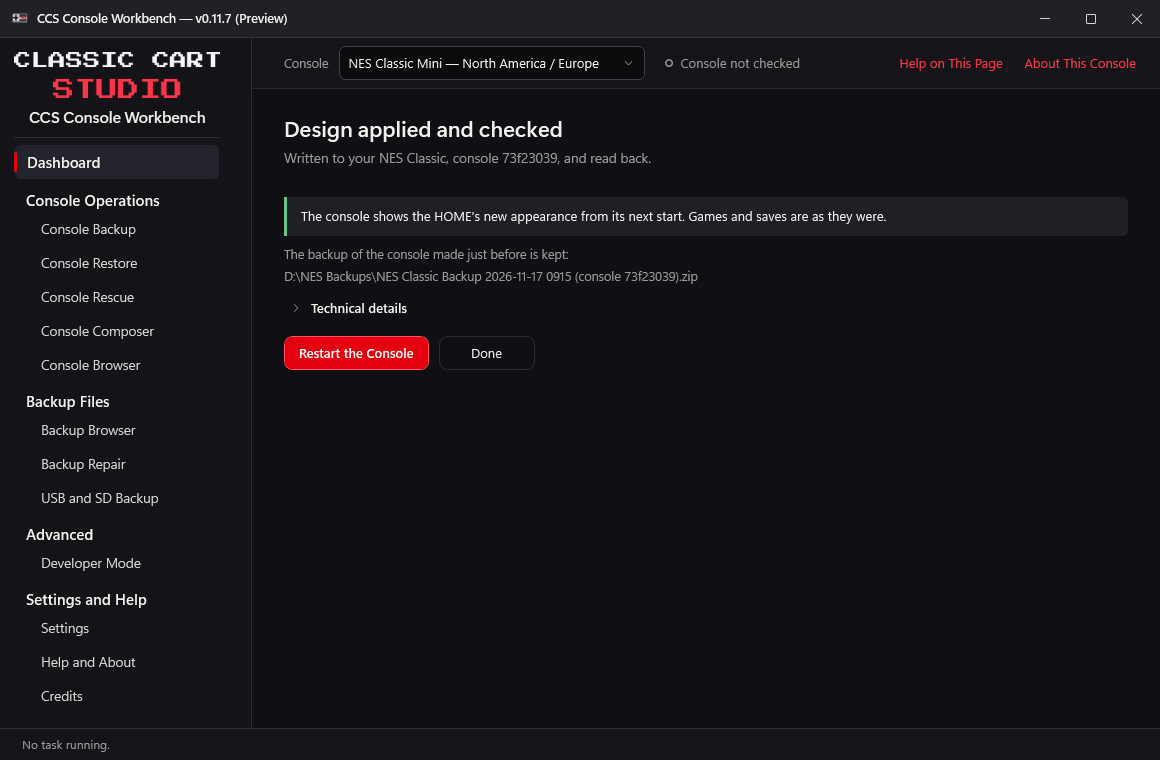 CCS Console Workbench — v0.11.7 (Preview)
CLASSIC CART
STUDIO
CCS Console Workbench
Dashboard
Console Operations
Console Backup
Console Restore
Console Rescue
Console Composer
Console Browser
Backup Files
Backup Browser
Backup Repair
USB and SD Backup
Advanced
Developer Mode
Settings and Help
Settings
Help and About
Credits
Console NES Classic Mini — North America / Europe Console not checked Help on This Page About This Console
Design applied and checked
Written to your NES Classic, console 73f23039, and read back.
The console shows the HOME's new appearance from its next start. Games and saves are as they were.
The backup of the console made just before is kept:
D:\NES Backups\NES Classic Backup 2026-11-17 0915 (console 73f23039).zip
Technical details
Restart the Console Done
No task running.